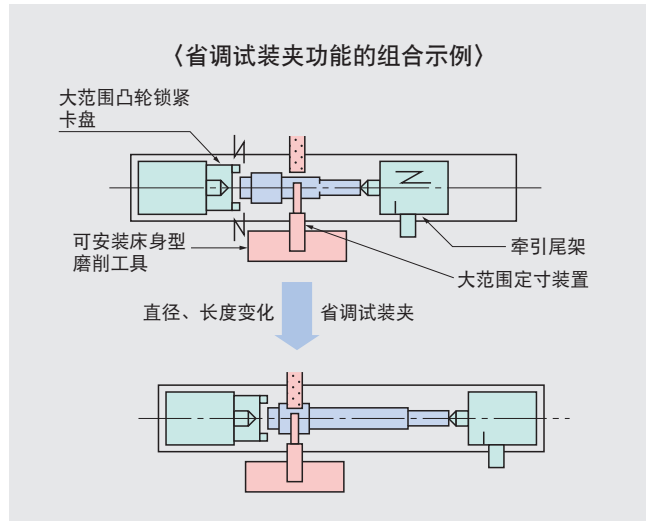 〈省调试装夹功能的组合示例〉
大范围凸轮锁紧
卡盘
可安装床身型
磨削工具
牵引尾架
大范围定寸装置
直径、长度变化
省调试装夹